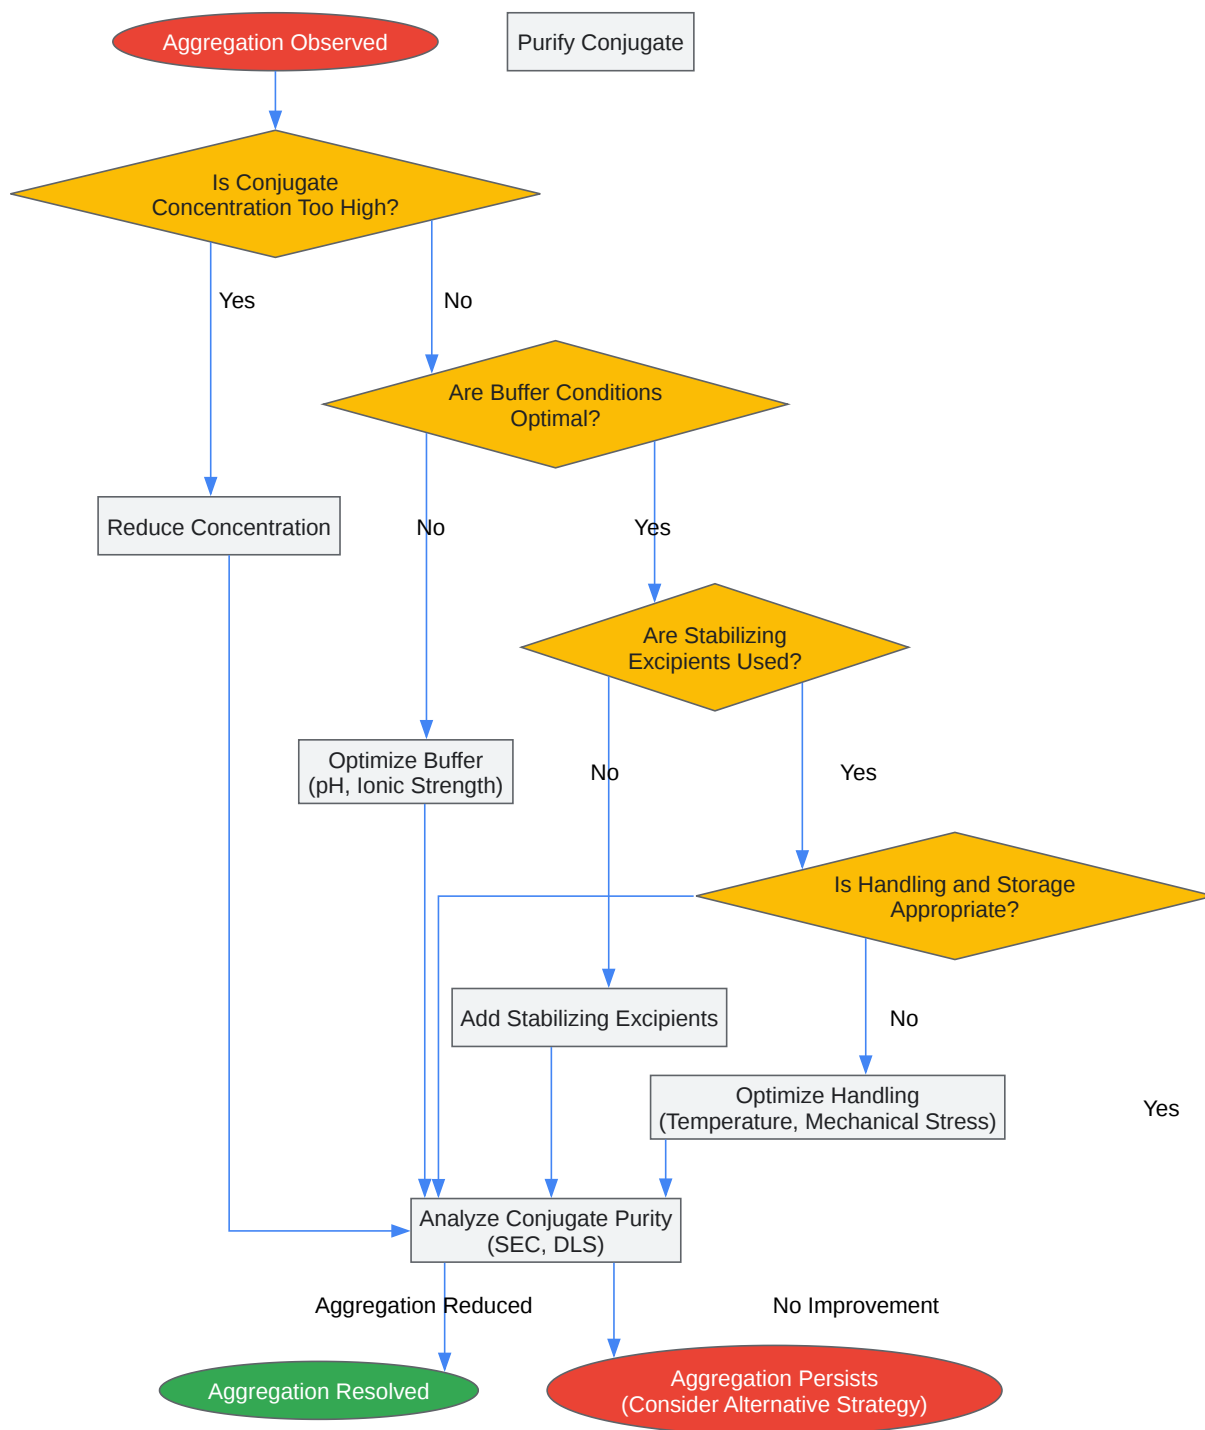 Aggregation Observed
Purify Conjugate
Is Conjugate
Concentration Too High?
Yes
No
Are Buffer Conditions
Optimal?
Reduce Concentration
No
Yes
Are Stabilizing
Excipients Used?
Optimize Buffer
(pH, Ionic Strength)
No
Yes
Is Handling and Storage
Appropriate?
Add Stabilizing Excipients
No
Optimize Handling
(Temperature, Mechanical Stress)
Yes
Analyze Conjugate Purity
(SEC, DLS)
Aggregation Reduced
No Improvement
Aggregation Resolved
Aggregation Persists
(Consider Alternative Strategy)